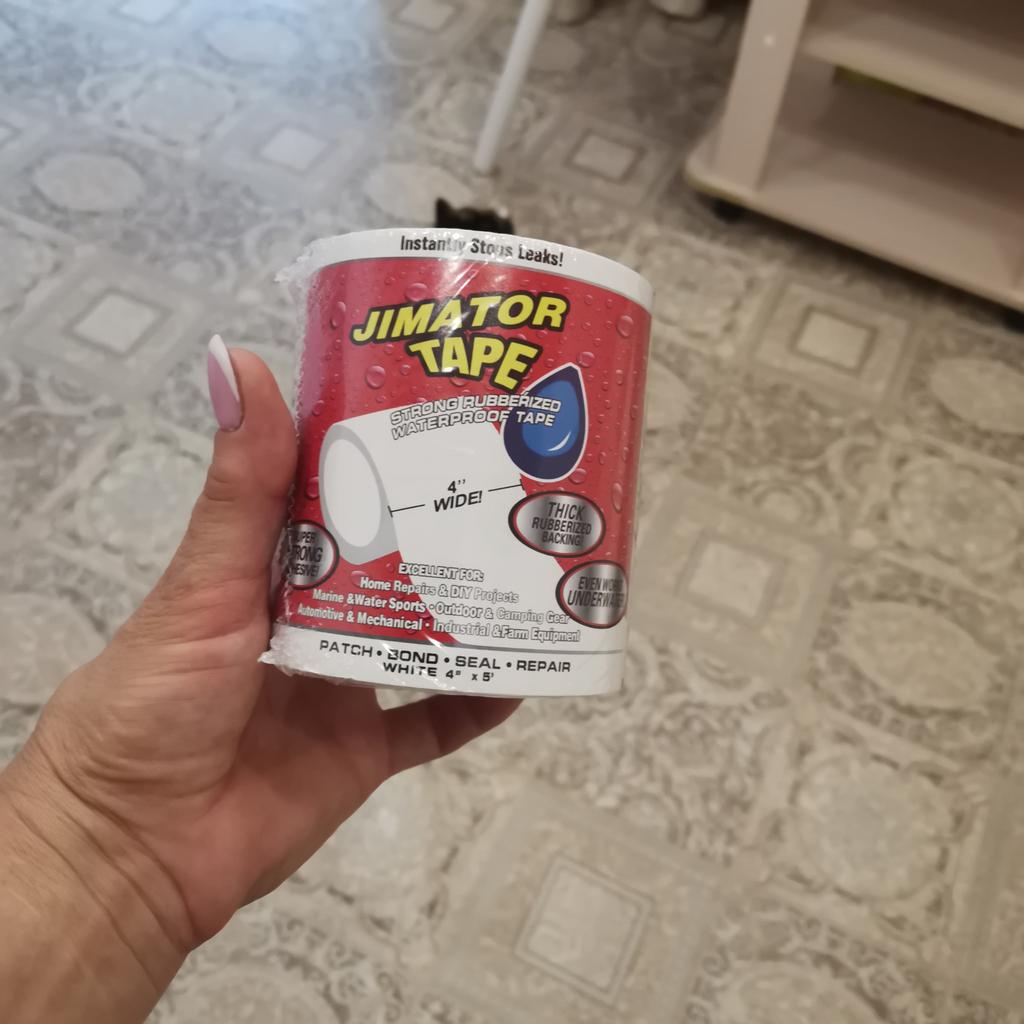 Instantly Stops Leaks!
JIMATOR
TAPE
STRONG RUBBERIZED
WATERPROOF TAPE
4"
WIDE!
THICK
RUBBERIZED
BACKING
EVEN WORKS
UNDERWATER
EXCELLENT FOR:
Home Repairs & DIY Projects
Marine & Water Sports • Outdoor & Camping Gear
Automotive & Mechanical • Industrial & Farm Equipment
PATCH • BOND • SEAL • REPAIR
WHITE 4" x 5'